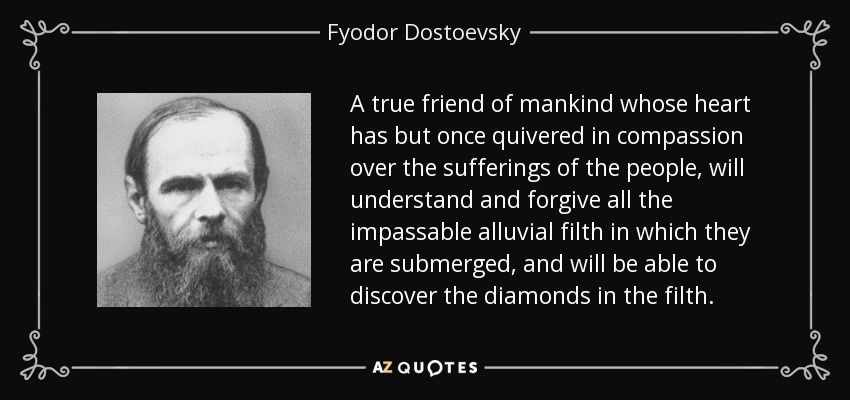 Fyodor Dostoevsky
A true friend of mankind whose heart
has but once quivered in compassion
over the sufferings of the people, will
understand and forgive all the
impassable alluvial filth in which they
are submerged, and will be able to
discover the diamonds in the filth.
AZ QUOTES